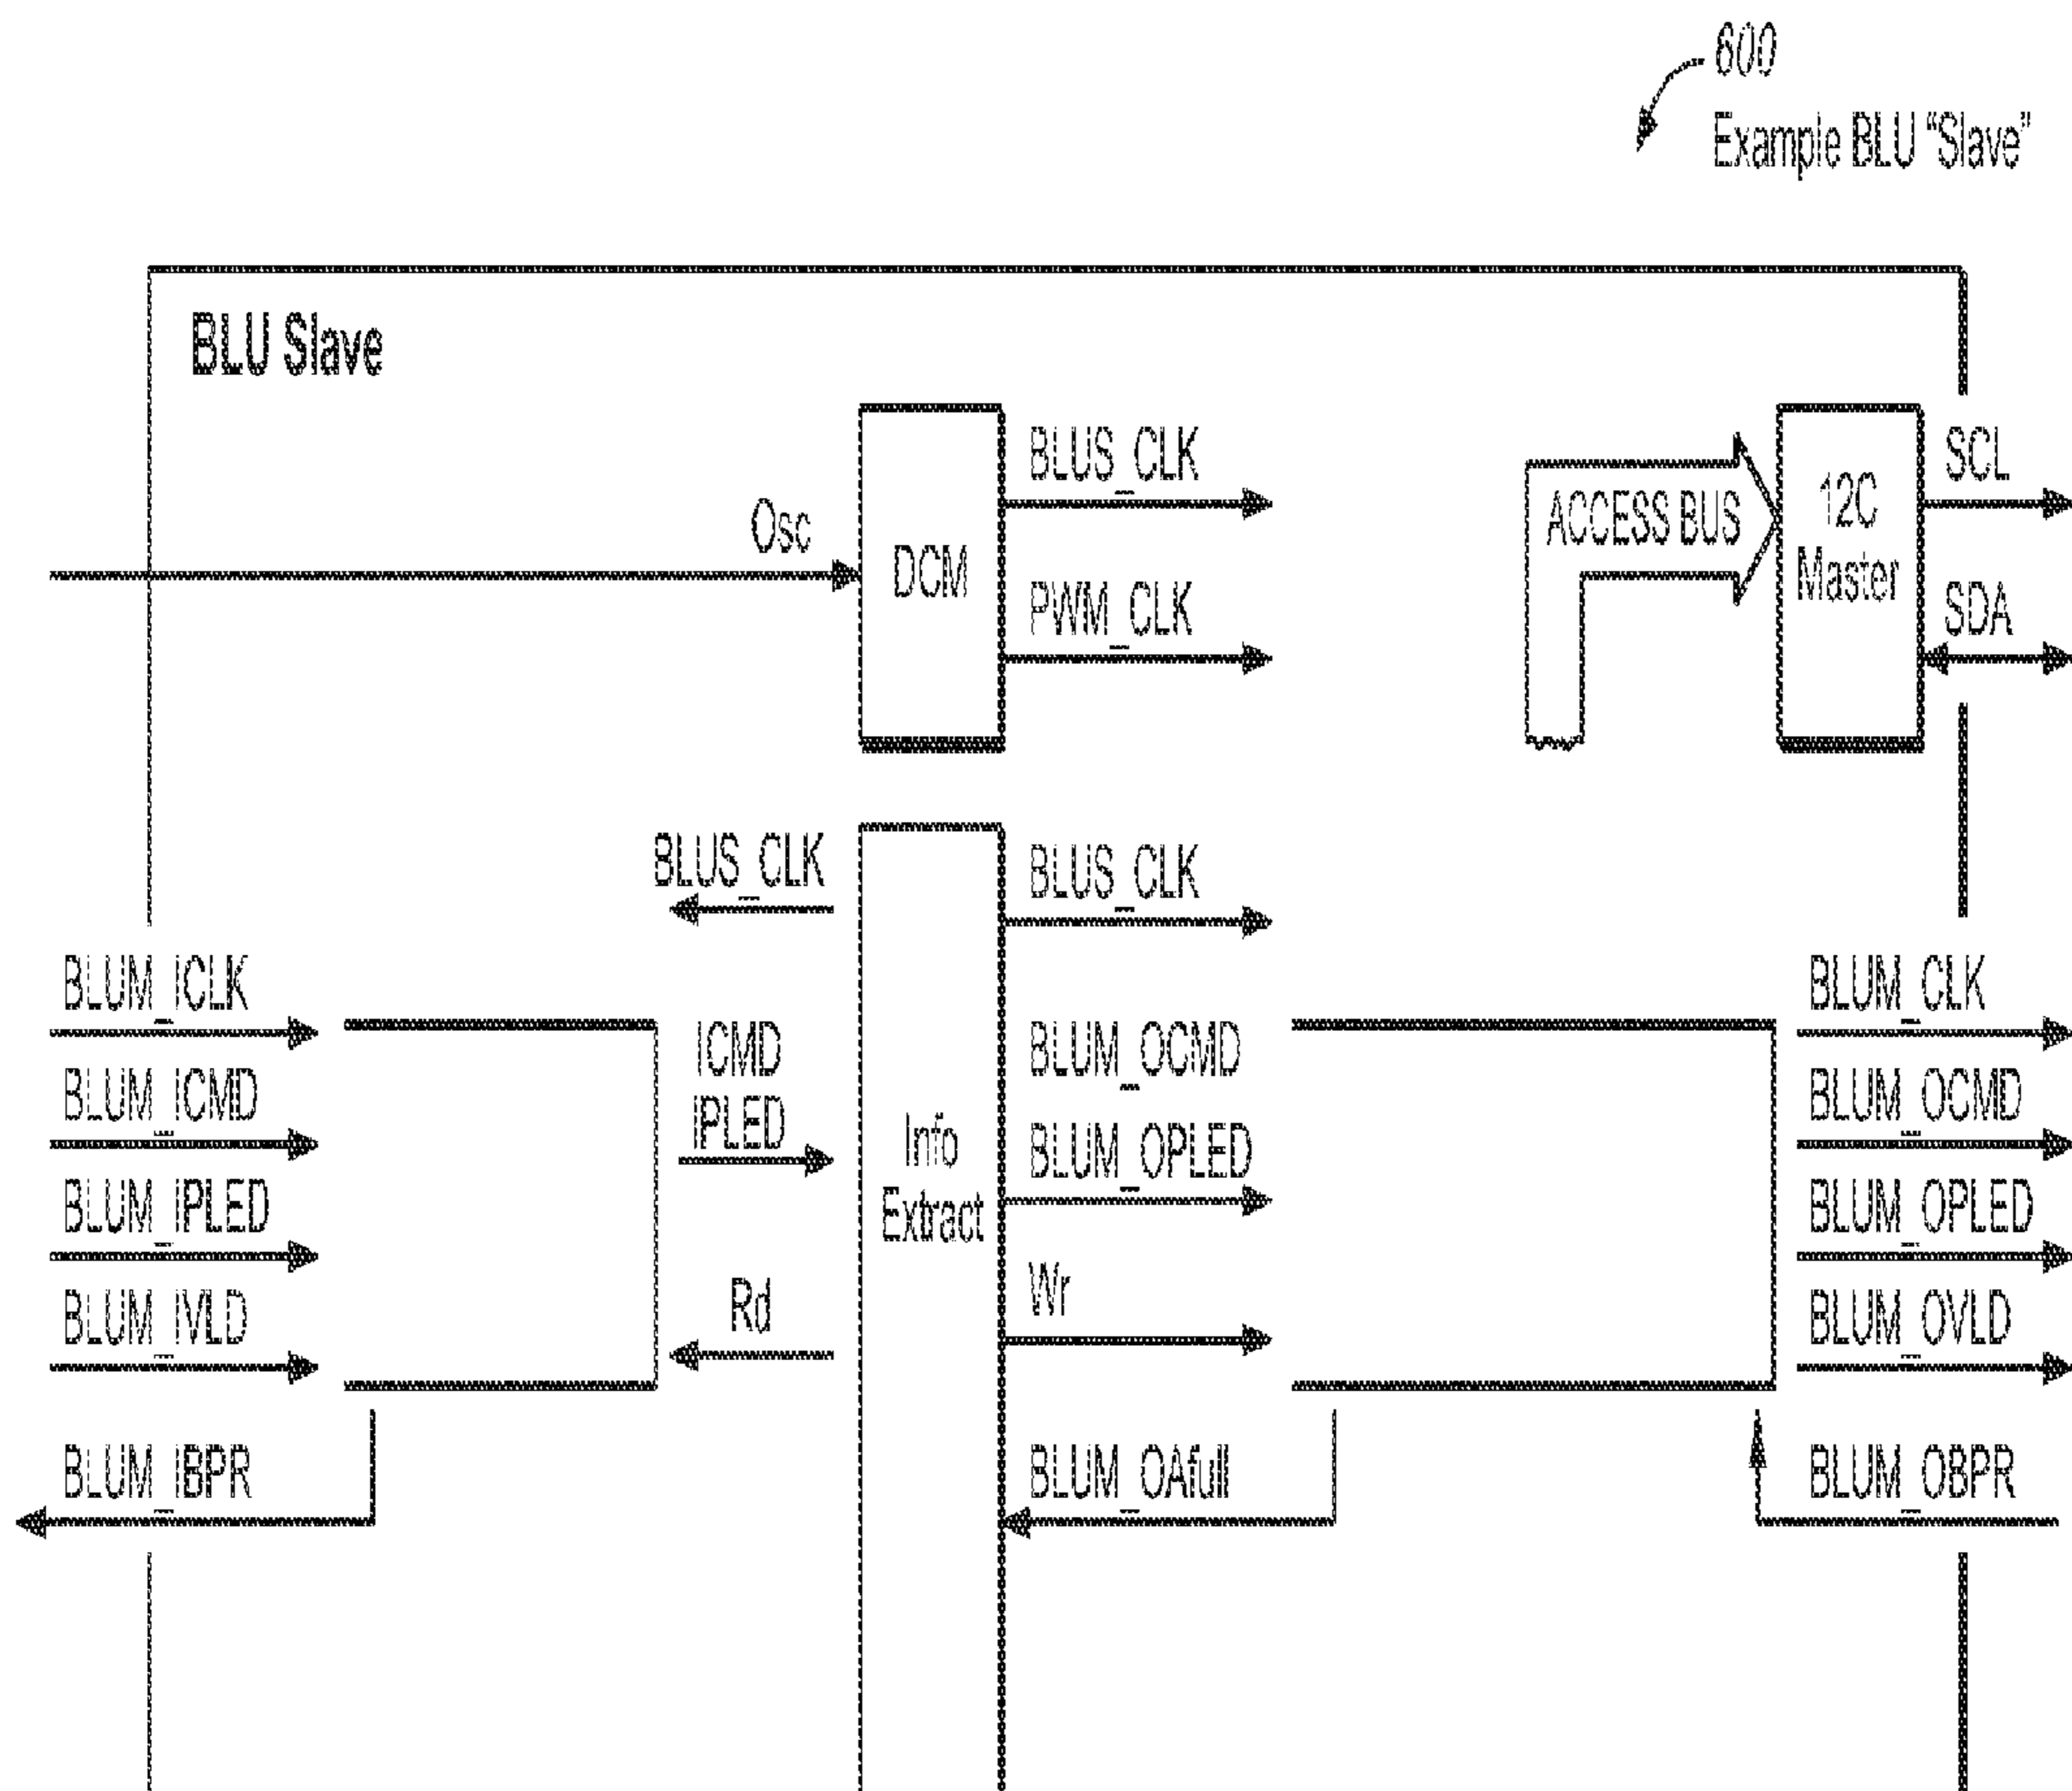 600
Example BLU "Slave"
BLU Slave
Osc
DCM
BLUS_CLK
PWM_CLK
ACCESS BUS
12C
Master
SCL
SDA
BLUS_CLK
BLUS_CLK
BLUM_ICLK
BLUM_ICMD
BLUM_IPLED
BLUM_IVLD
BLUM_IBPR
ICMD
IPLED
Rd
Info
Extract
BLUM_OCMD
BLUM_OPLED
Wr
BLUM_OAfull
BLUM_CLK
BLUM_OCMD
BLUM_OPLED
BLUM_OVLD
BLUM_OBPR